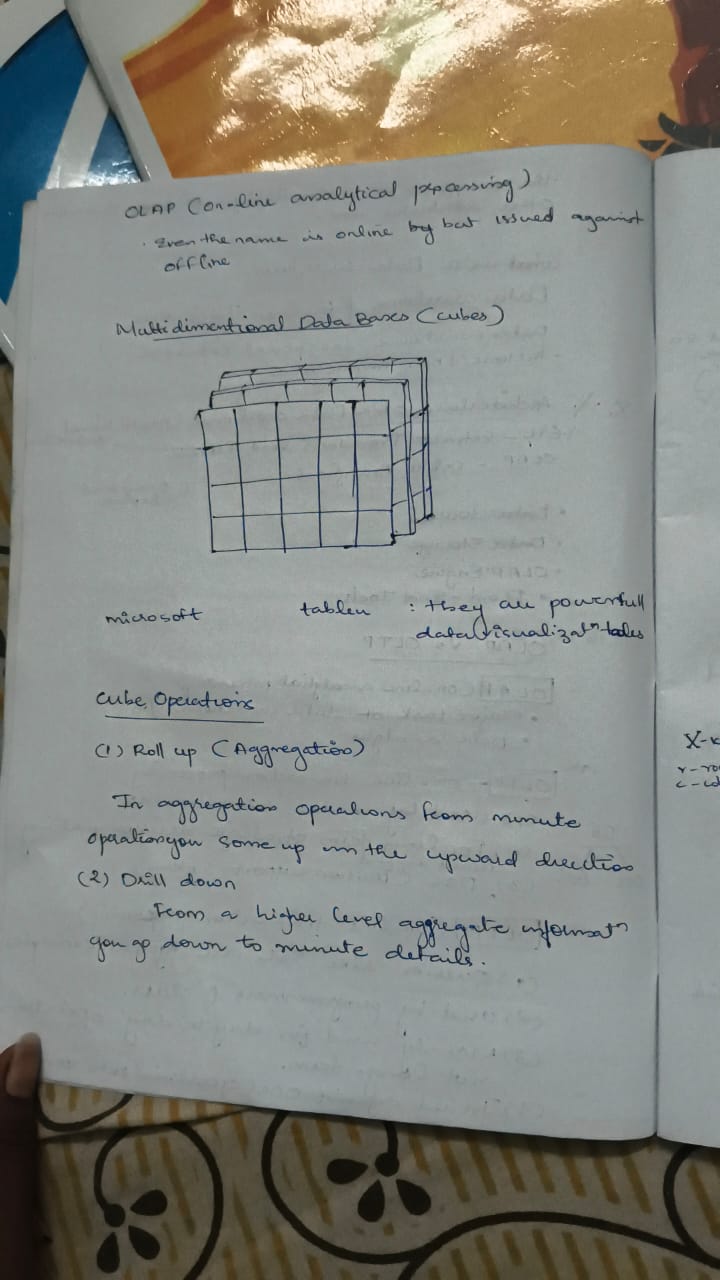 OLAP (On-line analytical processing)
. Even the name is online by but issued against
offline
Multidimentional Data Bases (cubes)
microsoft tableu : they are powerfull
data visualizatn tools
Cube Operations
(1) Roll up (Aggregation)
In aggregation operations from minute
operation you some up in the upward direction
(2) Drill down
From a higher level aggregate informatn
you go down to minute details.